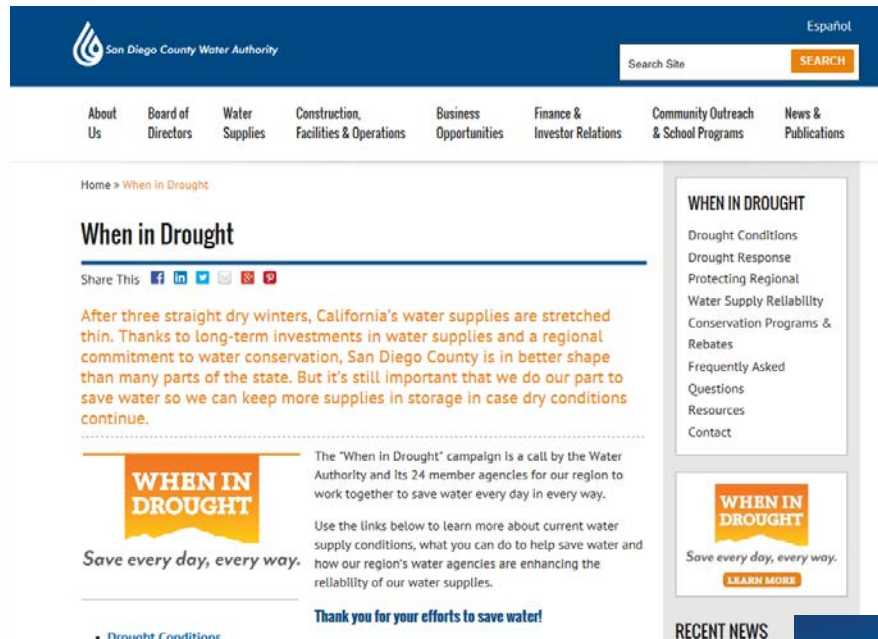 Español
San Diego County Water Authority
Search Site
SEARCH
About
Us
Board of
Directors
Water
Supplies
Construction,
Facilities & Operations
Business
Opportunities
Finance &
Investor Relations
Community Outreach
& School Programs
News &
Publications
Home » When in Drought
When in Drought
Share This
After three straight dry winters, California's water supplies are stretched
thin. Thanks to long-term investments in water supplies and a regional
commitment to water conservation, San Diego County is in better shape
than many parts of the state. But it's still important that we do our part to
save water so we can keep more supplies in storage in case dry conditions
continue.
WHEN IN
DROUGHT
Save every day, every way.
The "When in Drought" campaign is a call by the Water
Authority and its 24 member agencies for our region to
work together to save water every day in every way.
Use the links below to learn more about current water
supply conditions, what you can do to help save water and
how our region's water agencies are enhancing the
reliability of our water supplies.
Thank you for your efforts to save water!
• Drought Conditions
WHEN IN DROUGHT
Drought Conditions
Drought Response
Protecting Regional
Water Supply Reliability
Conservation Programs &
Rebates
Frequently Asked
Questions
Resources
Contact
WHEN IN
DROUGHT
Save every day, every way.
LEARN MORE
RECENT NEWS